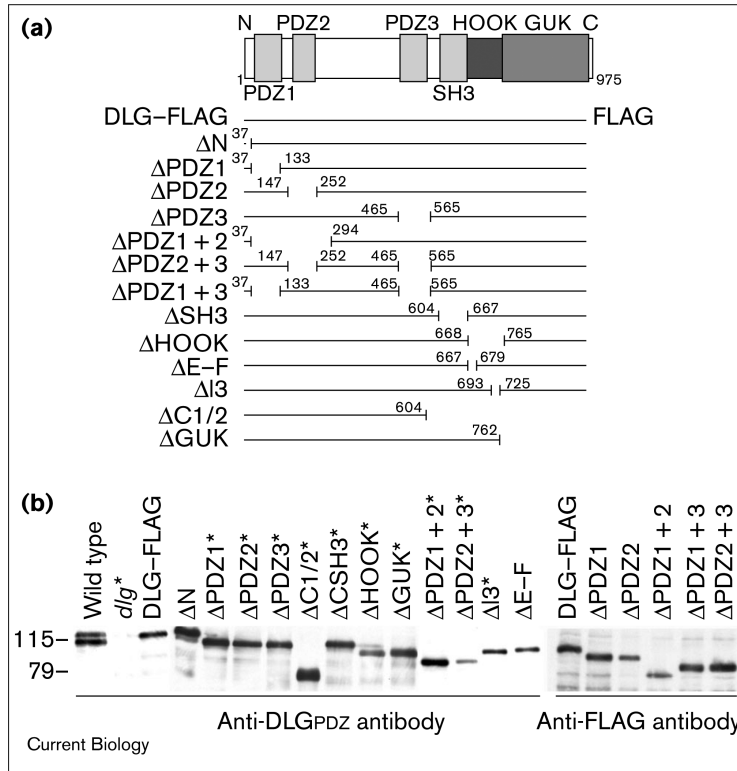 (a)
N PDZ2 PDZ3 HOOK GUK C
1 975
PDZ1 SH3
DLG–FLAG FLAG
ΔN 37
ΔPDZ1 37 133
ΔPDZ2 147 252
ΔPDZ3 465 565
ΔPDZ1 + 2 37 294
ΔPDZ2 + 3 147 252 465 565
ΔPDZ1 + 3 37 133 465 565
ΔSH3 604 667
ΔHOOK 668 765
ΔE–F 667 679
ΔI3 693 725
ΔC1/2 604
ΔGUK 762
(b)
Wild type
dlg*
DLG–FLAG
ΔN
ΔPDZ1*
ΔPDZ2*
ΔPDZ3*
ΔC1/2*
ΔCSH3*
ΔHOOK*
ΔGUK*
ΔPDZ1 + 2*
ΔPDZ2 + 3*
ΔI3*
ΔE–F
DLG–FLAG
ΔPDZ1
ΔPDZ2
ΔPDZ1 + 2
ΔPDZ1 + 3
ΔPDZ2 + 3
115–
79–
Anti-DLGPDZ antibody Anti-FLAG antibody
Current Biology